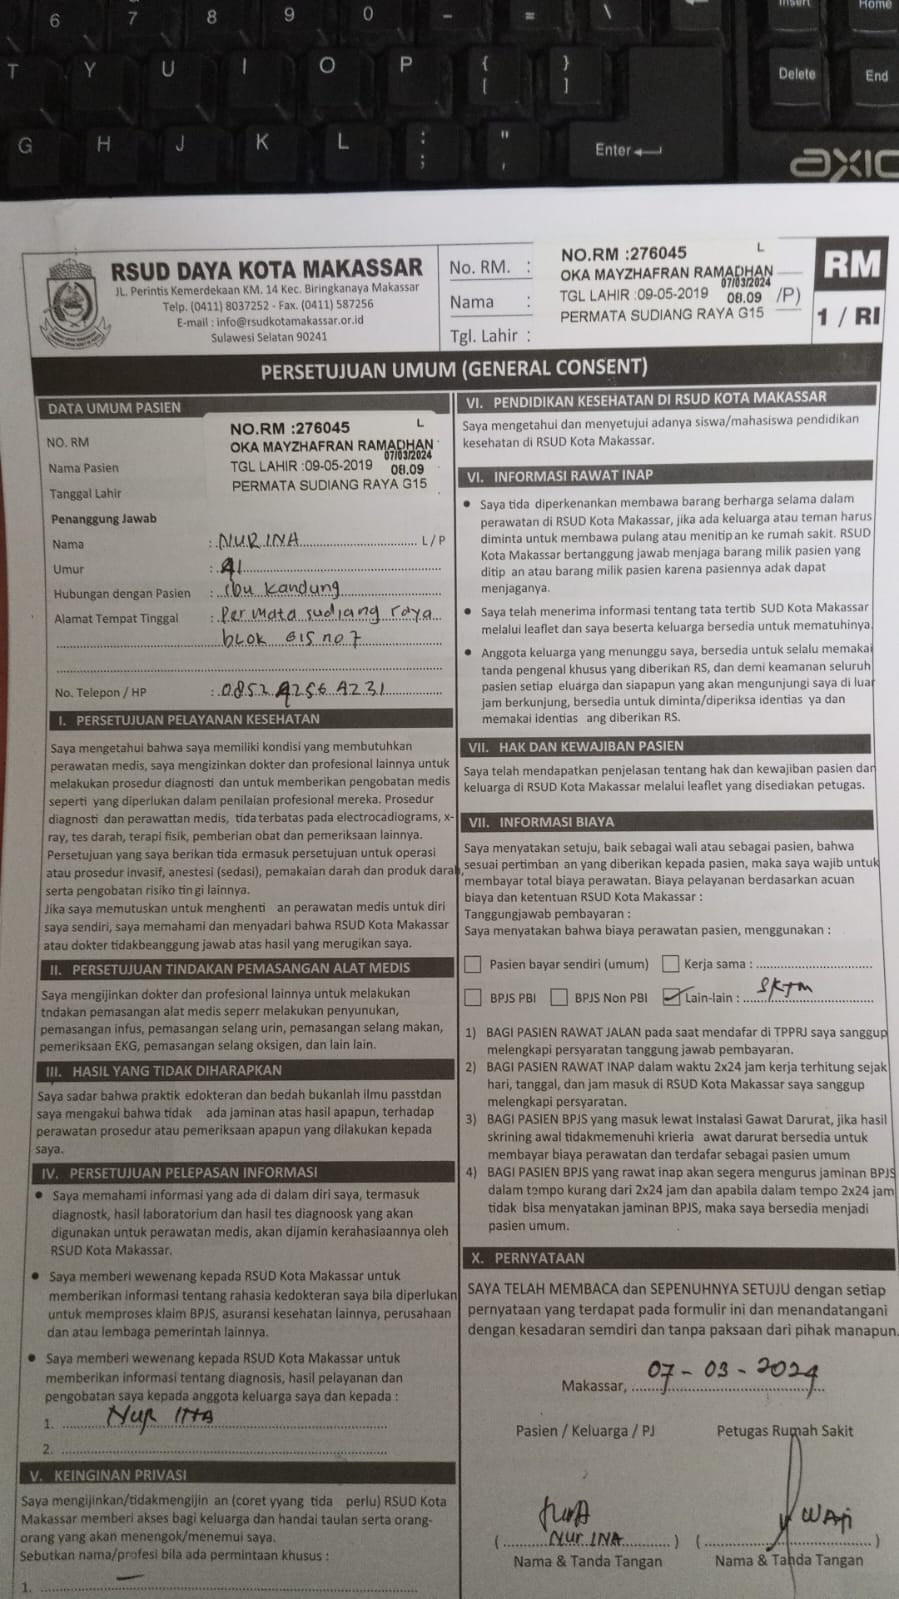 6 7 8 9 0 - = \ Insert Home
T Y U I O P { [ } ] Delete End
G H J K L : ; " ' Enter
AXIO
RSUD DAYA KOTA MAKASSAR
JL. Perintis Kemerdekaan KM. 14 Kec. Biringkanaya Makassar
Telp. (0411) 8037252 - Fax. (0411) 587256
E-mail : info@rsudkotamakassar.or.id
Sulawesi Selatan 90241
No. RM. :
Nama :
Tgl. Lahir :
NO.RM :276045 L
OKA MAYZHAFRAN RAMADHAN
07/03/2024
TGL LAHIR :09-05-2019 08.09 /P)
PERMATA SUDIANG RAYA G15
RM
1 / RI
PERSETUJUAN UMUM (GENERAL CONSENT)
DATA UMUM PASIEN
NO. RM
Nama Pasien
Tanggal Lahir
NO.RM :276045 L
OKA MAYZHAFRAN RAMADHAN
07/03/2024
TGL LAHIR :09-05-2019 08.09
PERMATA SUDIANG RAYA G15
Penanggung Jawab
Nama : NURINA L/P
Umur : 41
Hubungan dengan Pasien : ibu kandung
Alamat Tempat Tinggal : Permata sudiang raya
blok G15 no 7
No. Telepon / HP : 0852 4256 4231
I. PERSETUJUAN PELAYANAN KESEHATAN
Saya mengetahui bahwa saya memiliki kondisi yang membutuhkan
perawatan medis, saya mengizinkan dokter dan profesional lainnya untuk
melakukan prosedur diagnosti dan untuk memberikan pengobatan medis
seperti yang diperlukan dalam penilaian profesional mereka. Prosedur
diagnosti dan perawattan medis, tida terbatas pada electrocadiograms, x-
ray, tes darah, terapi fisik, pemberian obat dan pemeriksaan lainnya.
Persetujuan yang saya berikan tida ermasuk persetujuan untuk operasi
atau prosedur invasif, anestesi (sedasi), pemakaian darah dan produk darah,
serta pengobatan risiko tin gi lainnya.
Jika saya memutuskan untuk menghenti an perawatan medis untuk diri
saya sendiri, saya memahami dan menyadari bahwa RSUD Kota Makassar
atau dokter tidakbeanggung jawab atas hasil yang merugikan saya.
II. PERSETUJUAN TINDAKAN PEMASANGAN ALAT MEDIS
Saya mengijinkan dokter dan profesional lainnya untuk melakukan
tndakan pemasangan alat medis seperr melakukan penyunukan,
pemasangan infus, pemasangan selang urin, pemasangan selang makan,
pemeriksaan EKG, pemasangan selang oksigen, dan lain lain.
III. HASIL YANG TIDAK DIHARAPKAN
Saya sadar bahwa praktik edokteran dan bedah bukanlah ilmu passtdan
saya mengakui bahwa tidak ada jaminan atas hasil apapun, terhadap
perawatan prosedur atau pemeriksaan apapun yang dilakukan kepada
saya.
IV. PERSETUJUAN PELEPASAN INFORMASI
• Saya memahami informasi yang ada di dalam diri saya, termasuk
diagnostk, hasil laboratorium dan hasil tes diagnoosk yang akan
digunakan untuk perawatan medis, akan dijamin kerahasiaannya oleh
RSUD Kota Makassar.
• Saya memberi wewenang kepada RSUD Kota Makassar untuk
memberikan informasi tentang rahasia kedokteran saya bila diperlukan
untuk memproses klaim BPJS, asuransi kesehatan lainnya, perusahaan
dan atau lembaga pemerintah lainnya.
• Saya memberi wewenang kepada RSUD Kota Makassar untuk
memberikan informasi tentang diagnosis, hasil pelayanan dan
pengobatan saya kepada anggota keluarga saya dan kepada :
1. NUR INA
2.
V. KEINGINAN PRIVASI
Saya mengijinkan/tidakmengijin an (coret yyang tida perlu) RSUD Kota
Makassar memberi akses bagi keluarga dan handai taulan serta orang-
orang yang akan menengok/menemui saya.
Sebutkan nama/profesi bila ada permintaan khusus :
1. –
VI. PENDIDIKAN KESEHATAN DI RSUD KOTA MAKASSAR
Saya mengetahui dan menyetujui adanya siswa/mahasiswa pendidikan
kesehatan di RSUD Kota Makassar.
VI. INFORMASI RAWAT INAP
• Saya tida diperkenankan membawa barang berharga selama dalam
perawatan di RSUD Kota Makassar, jika ada keluarga atau teman harus
diminta untuk membawa pulang atau menitip an ke rumah sakit. RSUD
Kota Makassar bertanggung jawab menjaga barang milik pasien yang
ditip an atau barang milik pasien karena pasiennya adak dapat
menjaganya.
• Saya telah menerima informasi tentang tata tertib SUD Kota Makassar
melalui leaflet dan saya beserta keluarga bersedia untuk mematuhinya.
• Anggota keluarga yang menunggu saya, bersedia untuk selalu memakai
tanda pengenal khusus yang diberikan RS, dan demi keamanan seluruh
pasien setiap eluárga dan siapapun yang akan mengunjungi saya di luar
jam berkunjung, bersedia untuk diminta/diperiksa identias ya dan
memakai identias ang diberikan RS.
VII. HAK DAN KEWAJIBAN PASIEN
Saya telah mendapatkan penjelasan tentang hak dan kewajiban pasien dan
keluarga di RSUD Kota Makassar melalui leaflet yang disediakan petugas.
VII. INFORMASI BIAYA
Saya menyatakan setuju, baik sebagai wali atau sebagai pasien, bahwa
sesuai pertimban an yang diberikan kepada pasien, maka saya wajib untuk
membayar total biaya perawatan. Biaya pelayanan berdasarkan acuan
biaya dan ketentuan RSUD Kota Makassar :
Tanggungjawab pembayaran :
Saya menyatakan bahwa biaya perawatan pasien, menggunakan :
Pasien bayar sendiri (umum) Kerja sama :
BPJS PBI BPJS Non PBI Lain-lain : SKTM
1) BAGI PASIEN RAWAT JALAN pada saat mendafar di TPPRJ saya sanggup
melengkapi persyaratan tanggung jawab pembayaran.
2) BAGI PASIEN RAWAT INAP dalam waktu 2x24 jam kerja terhitung sejak
hari, tanggal, dan jam masuk di RSUD Kota Makassar saya sanggup
melengkapi persyaratan.
3) BAGI PASIEN BPJS yang masuk lewat Instalasi Gawat Darurat, jika hasil
skrining awal tidakmemenuhi krieria awat darurat bersedia untuk
membayar biaya perawatan dan terdafar sebagai pasien umum
4) BAGI PASIEN BPJS yang rawat inap akan segera mengurus jaminan BPJS
dalam tempo kurang dari 2x24 jam dan apabila dalam tempo 2x24 jam
tidak bisa menyatakan jaminan BPJS, maka saya bersedia menjadi
pasien umum.
X. PERNYATAAN
SAYA TELAH MEMBACA dan SEPENUHNYA SETUJU dengan setiap
pernyataan yang terdapat pada formulir ini dan menandatangani
dengan kesadaran semdiri dan tanpa paksaan dari pihak manapun.
Makassar, 07-03-2024
Pasien / Keluarga / PJ Petugas Rumah Sakit
( NUR INA ) ( )
Nama & Tanda Tangan Nama & Tanda Tangan